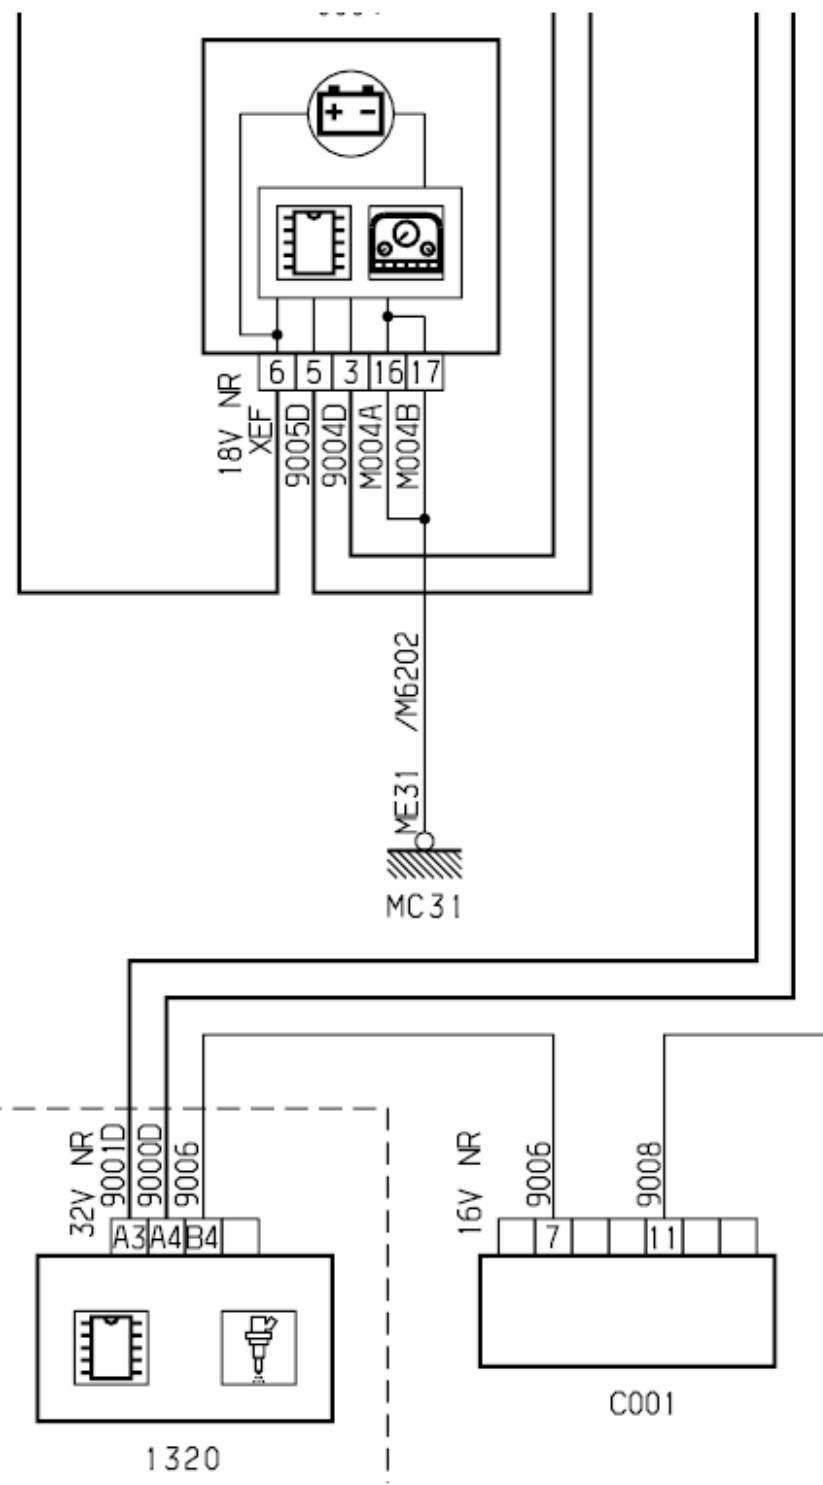 + −
6 5 3 16 17
18V NR
XEF
9005D
9004D
M004A
M004B
/M6202
ME31
MC31
32V NR
9001D
9000D
9006
16V NR
9006
9008
A3 A4 B4
7 11
C001
1320